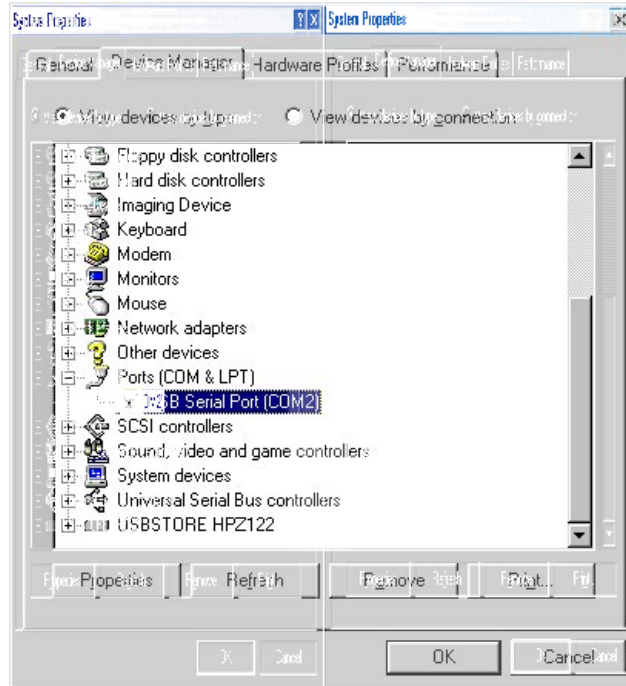 System Properties System Properties
General Device Manager Hardware Profiles Performance
View devices by type View devices by connection
Floppy disk controllers
Hard disk controllers
Imaging Device
Keyboard
Modem
Monitors
Mouse
Network adapters
Other devices
Ports (COM & LPT)
USB Serial Port (COM2)
SCSI controllers
Sound, video and game controllers
System devices
Universal Serial Bus controllers
USBSTORE HPZ122
Properties Refresh Remove Print...
OK Cancel OK Cancel